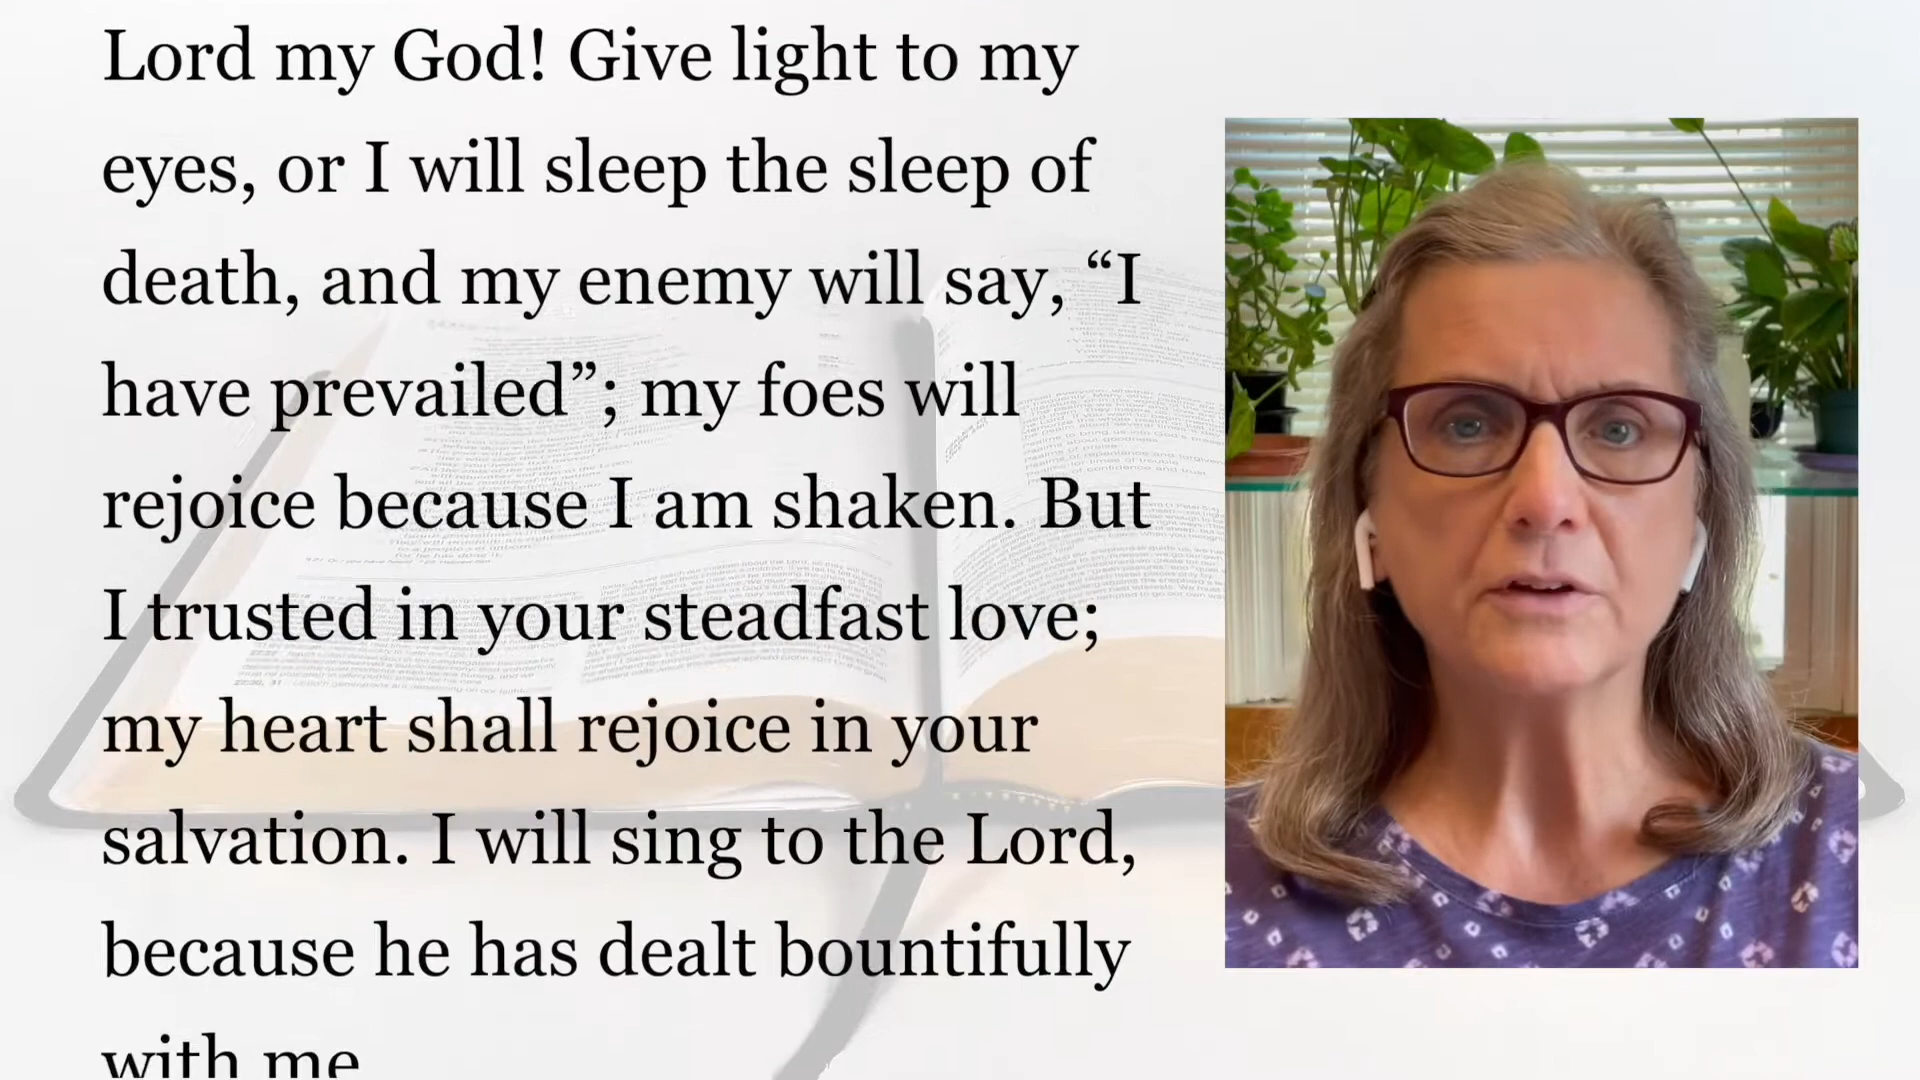 Lord my God! Give light to my
eyes, or I will sleep the sleep of
death, and my enemy will say, “I
have prevailed”; my foes will
rejoice because I am shaken. But
I trusted in your steadfast love;
my heart shall rejoice in your
salvation. I will sing to the Lord,
because he has dealt bountifully
with me